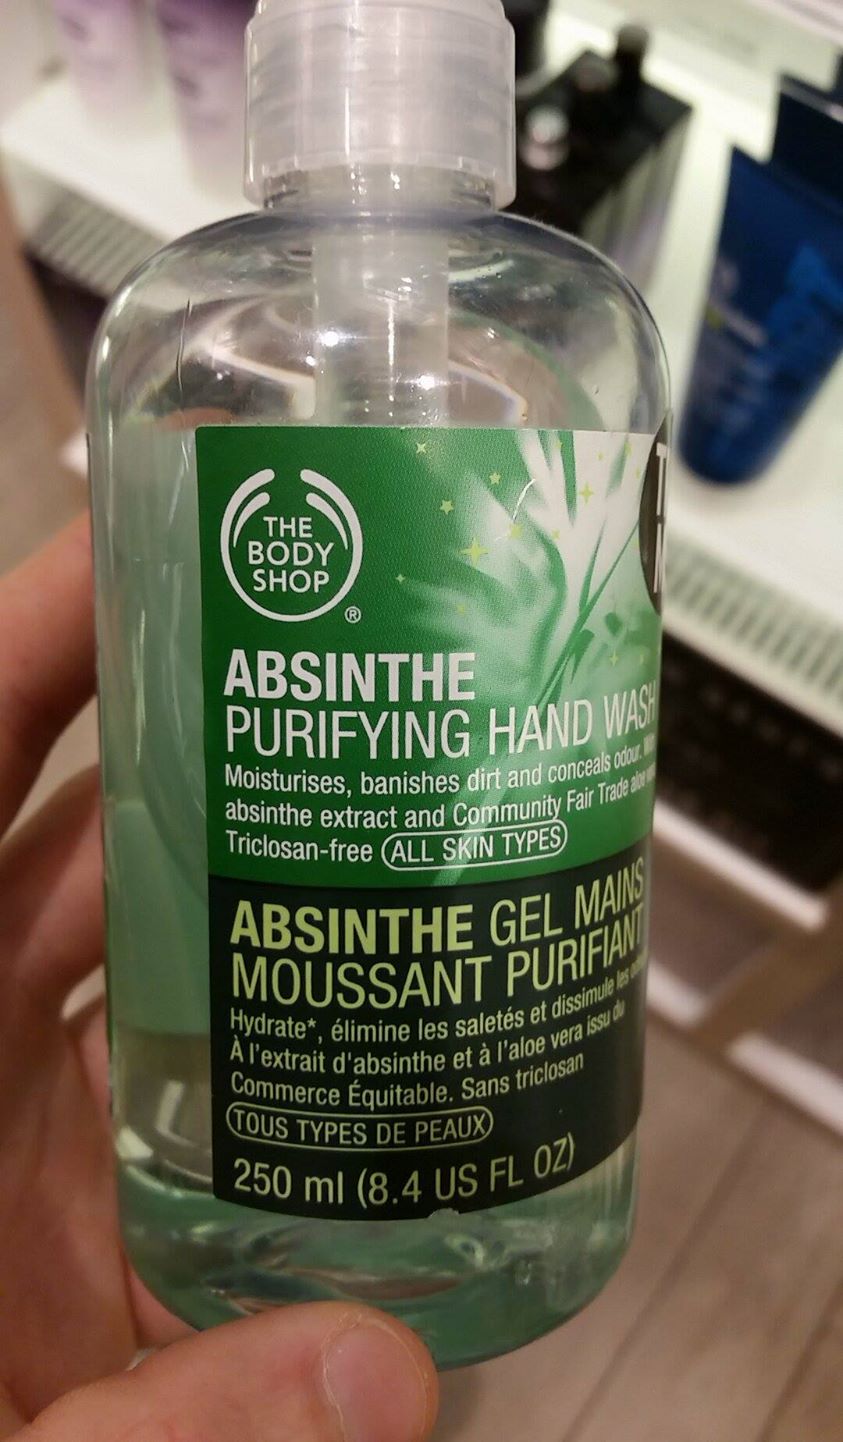 THE
BODY
SHOP
®
ABSINTHE
PURIFYING HAND WASH
Moisturises, banishes dirt and conceals odour.
absinthe extract and Community Fair Trade aloe
Triclosan-free ALL SKIN TYPES
ABSINTHE GEL MAINS
MOUSSANT PURIFIANT
Hydrate*, élimine les saletés et dissimule les
À l'extrait d'absinthe et à l'aloe vera issu du
Commerce Équitable. Sans triclosan
TOUS TYPES DE PEAUX
250 ml (8.4 US FL OZ)